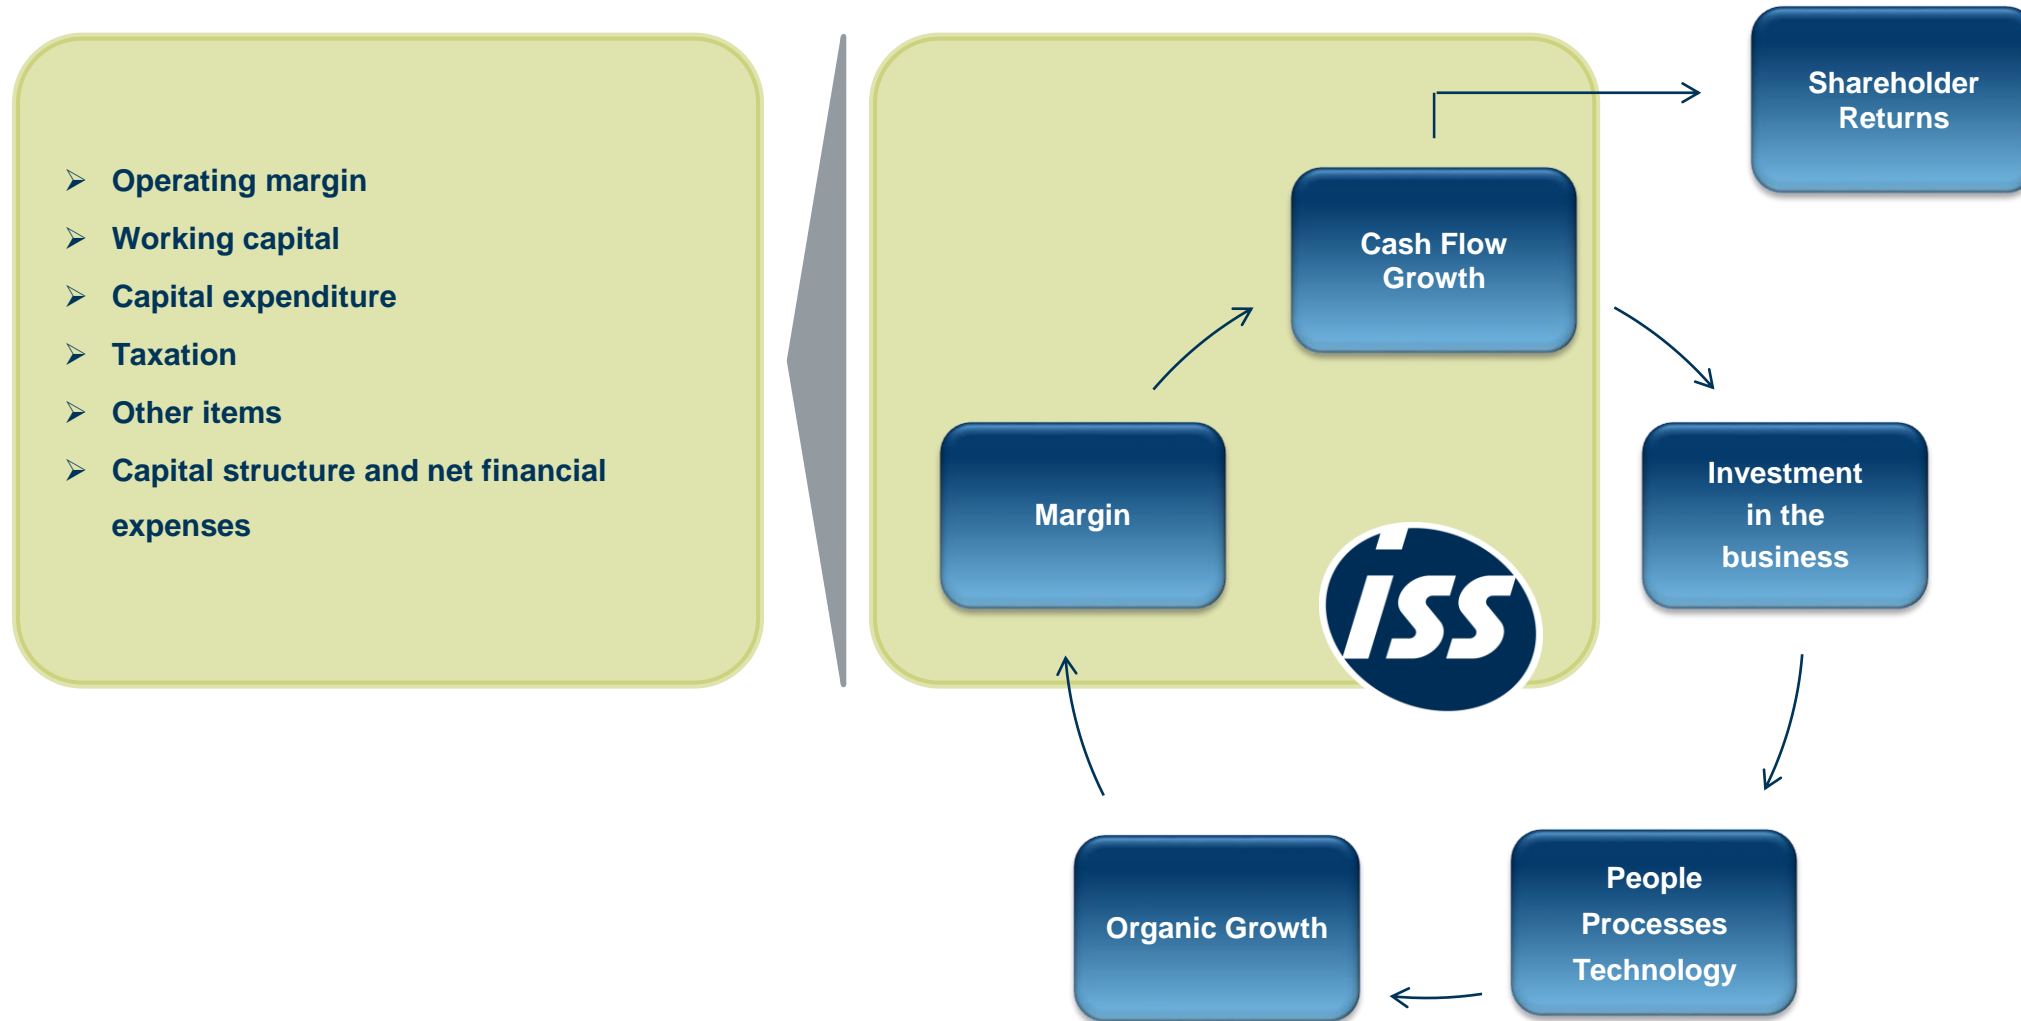 Operating margin
Working capital
Capital expenditure
Taxation
Other items
Capital structure and net financial
expenses
Shareholder
Returns
Cash Flow
Growth
Margin
Investment
in the
business
ISS
People
Processes
Technology
Organic Growth